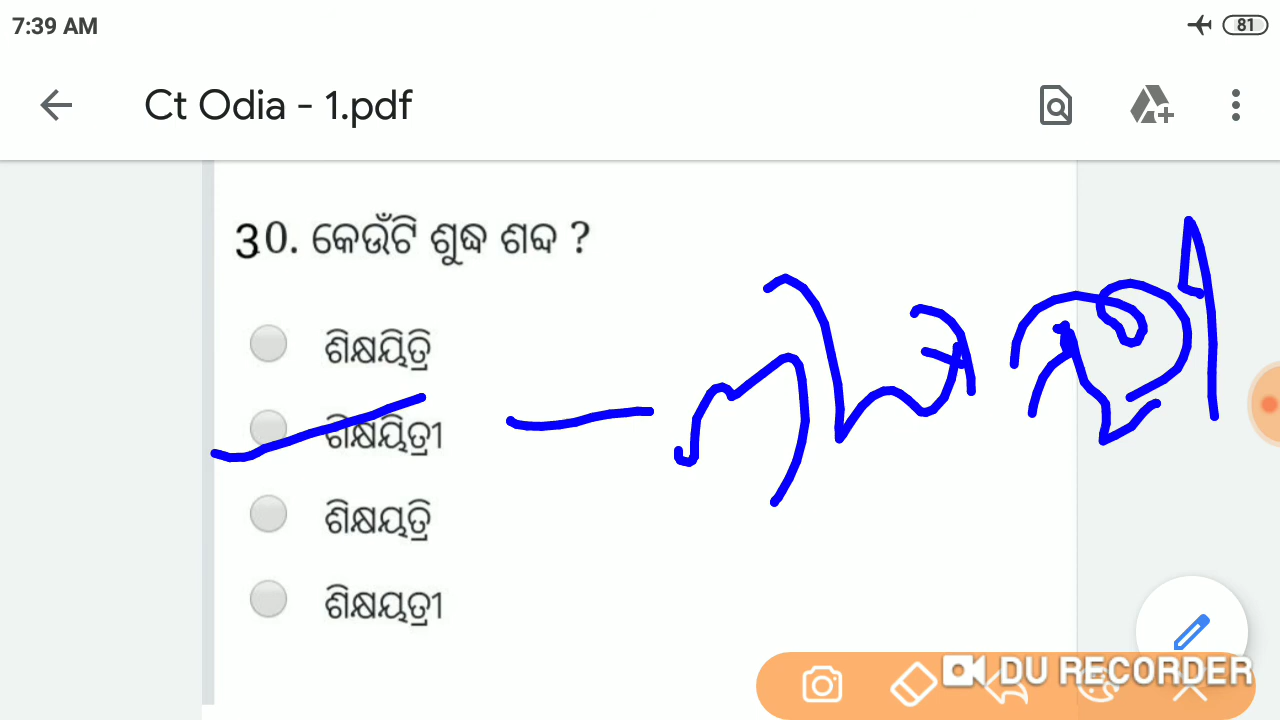 7:39 AM
81
Ct Odia - 1.pdf
30. କେଉଁଟି ଶୁଦ୍ଧ ଶବ୍ଦ ?
ଶିକ୍ଷୟିତ୍ରି
ଶିକ୍ଷୟିତ୍ରୀ
ଶିକ୍ଷୟତ୍ରି
ଶିକ୍ଷୟତ୍ରୀ
DU RECORDER